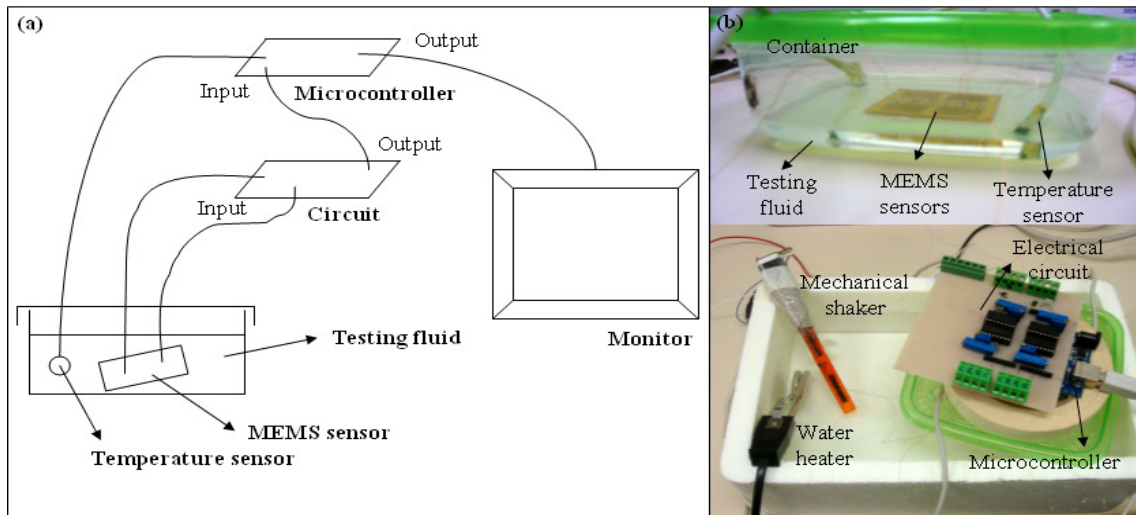 (a)
Output
Input
Microcontroller
Output
Input
Circuit
Testing fluid
Monitor
MEMS sensor
Temperature sensor
(b)
Container
Testing
fluid
MEMS
sensors
Temperature
sensor
Electrical
circuit
Mechanical
shaker
Water
heater
Microcontroller